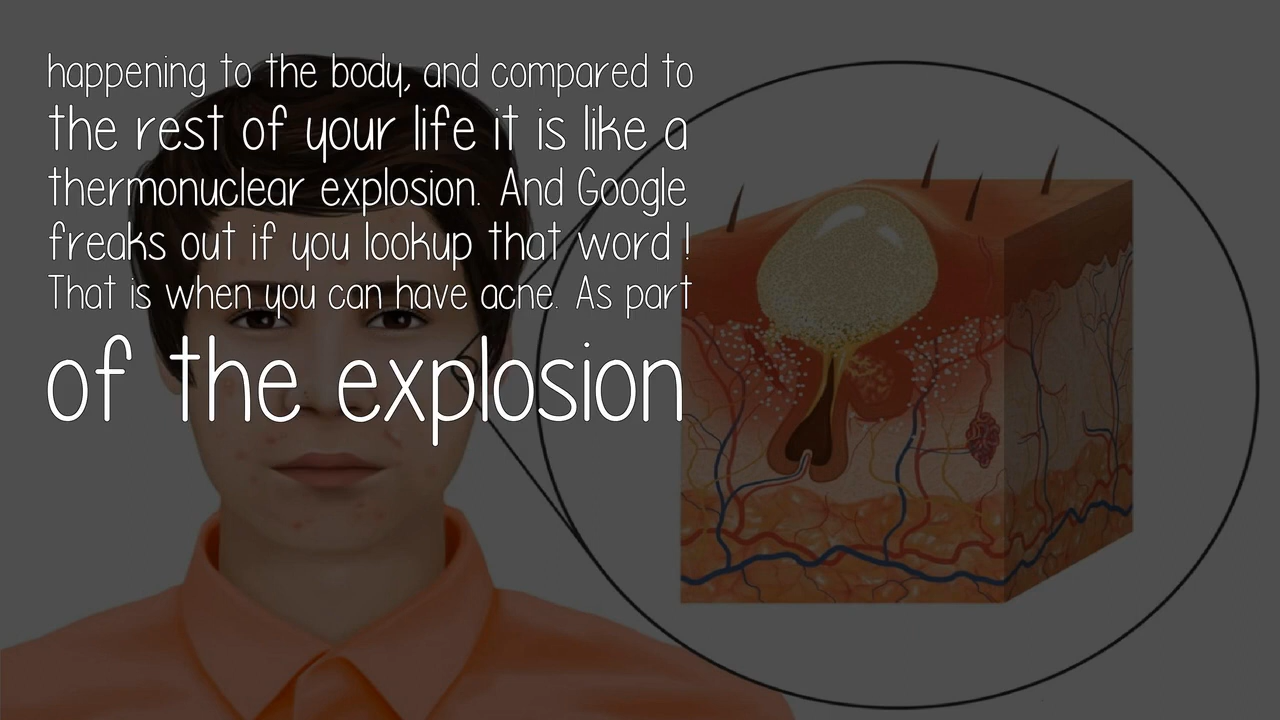 happening to the body, and compared to
the rest of your life it is like a
thermonuclear explosion. And Google
freaks out if you lookup that word !
That is when you can have acne. As part
of the explosion